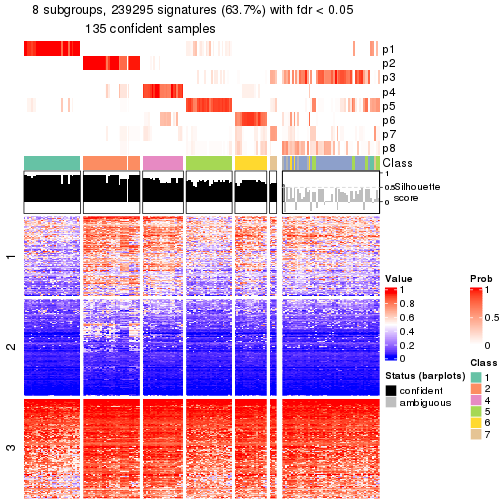 8 subgroups, 239295 signatures (63.7%) with fdr < 0.05
135 confident samples
p1
p2
p3
p4
p5
p6
p7
p8
Class
1
0.5
0
Silhouette
score
1
2
3
Value
1
0.8
0.6
0.4
0.2
0
Prob
1
0.5
0
Status (barplots)
confident
ambiguous
Class
1
2
4
5
6
7